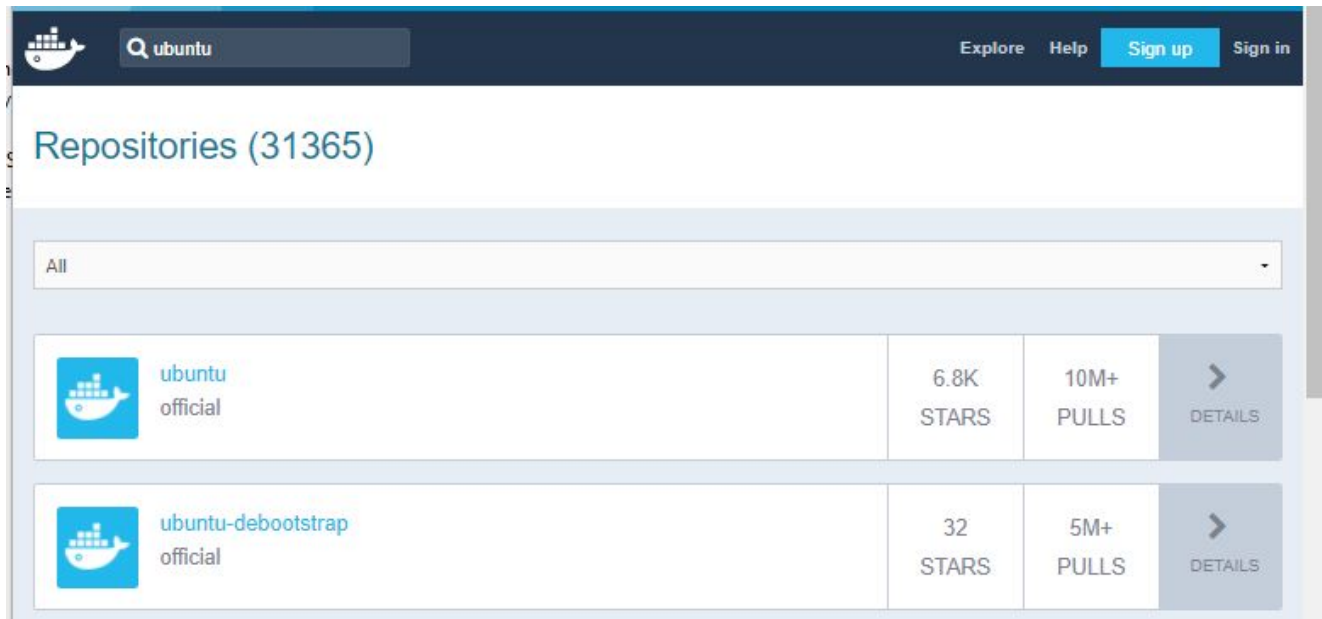 ubuntu Explore Help Sign up Sign in
Repositories (31365)
All
ubuntu
official
6.8K
STARS
10M+
PULLS
DETAILS
ubuntu-debootstrap
official
32
STARS
5M+
PULLS
DETAILS